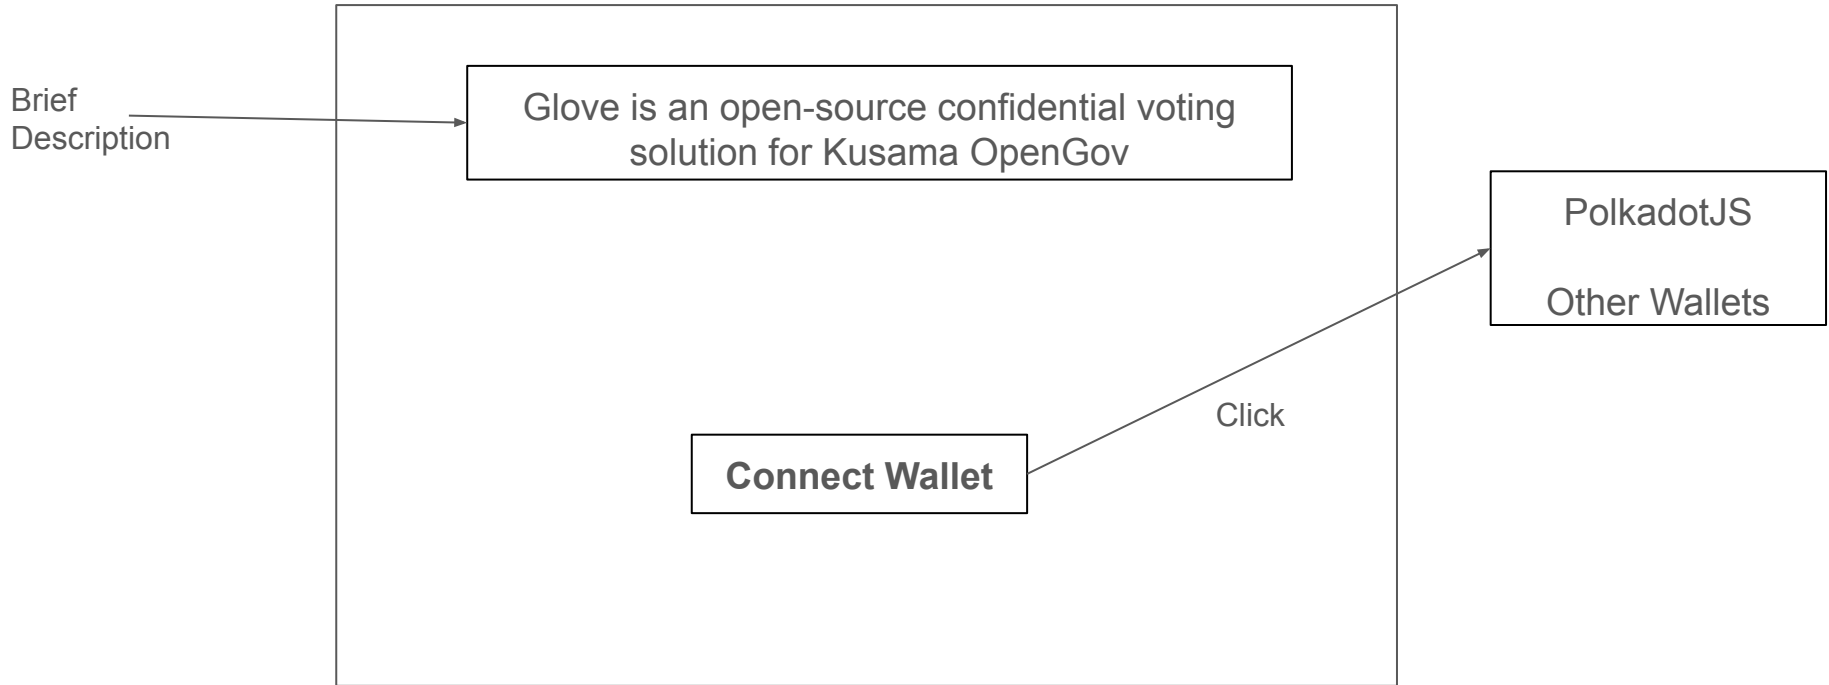 Brief
Description
Glove is an open-source confidential voting
solution for Kusama OpenGov
PolkadotJS
Other Wallets
Click
Connect Wallet